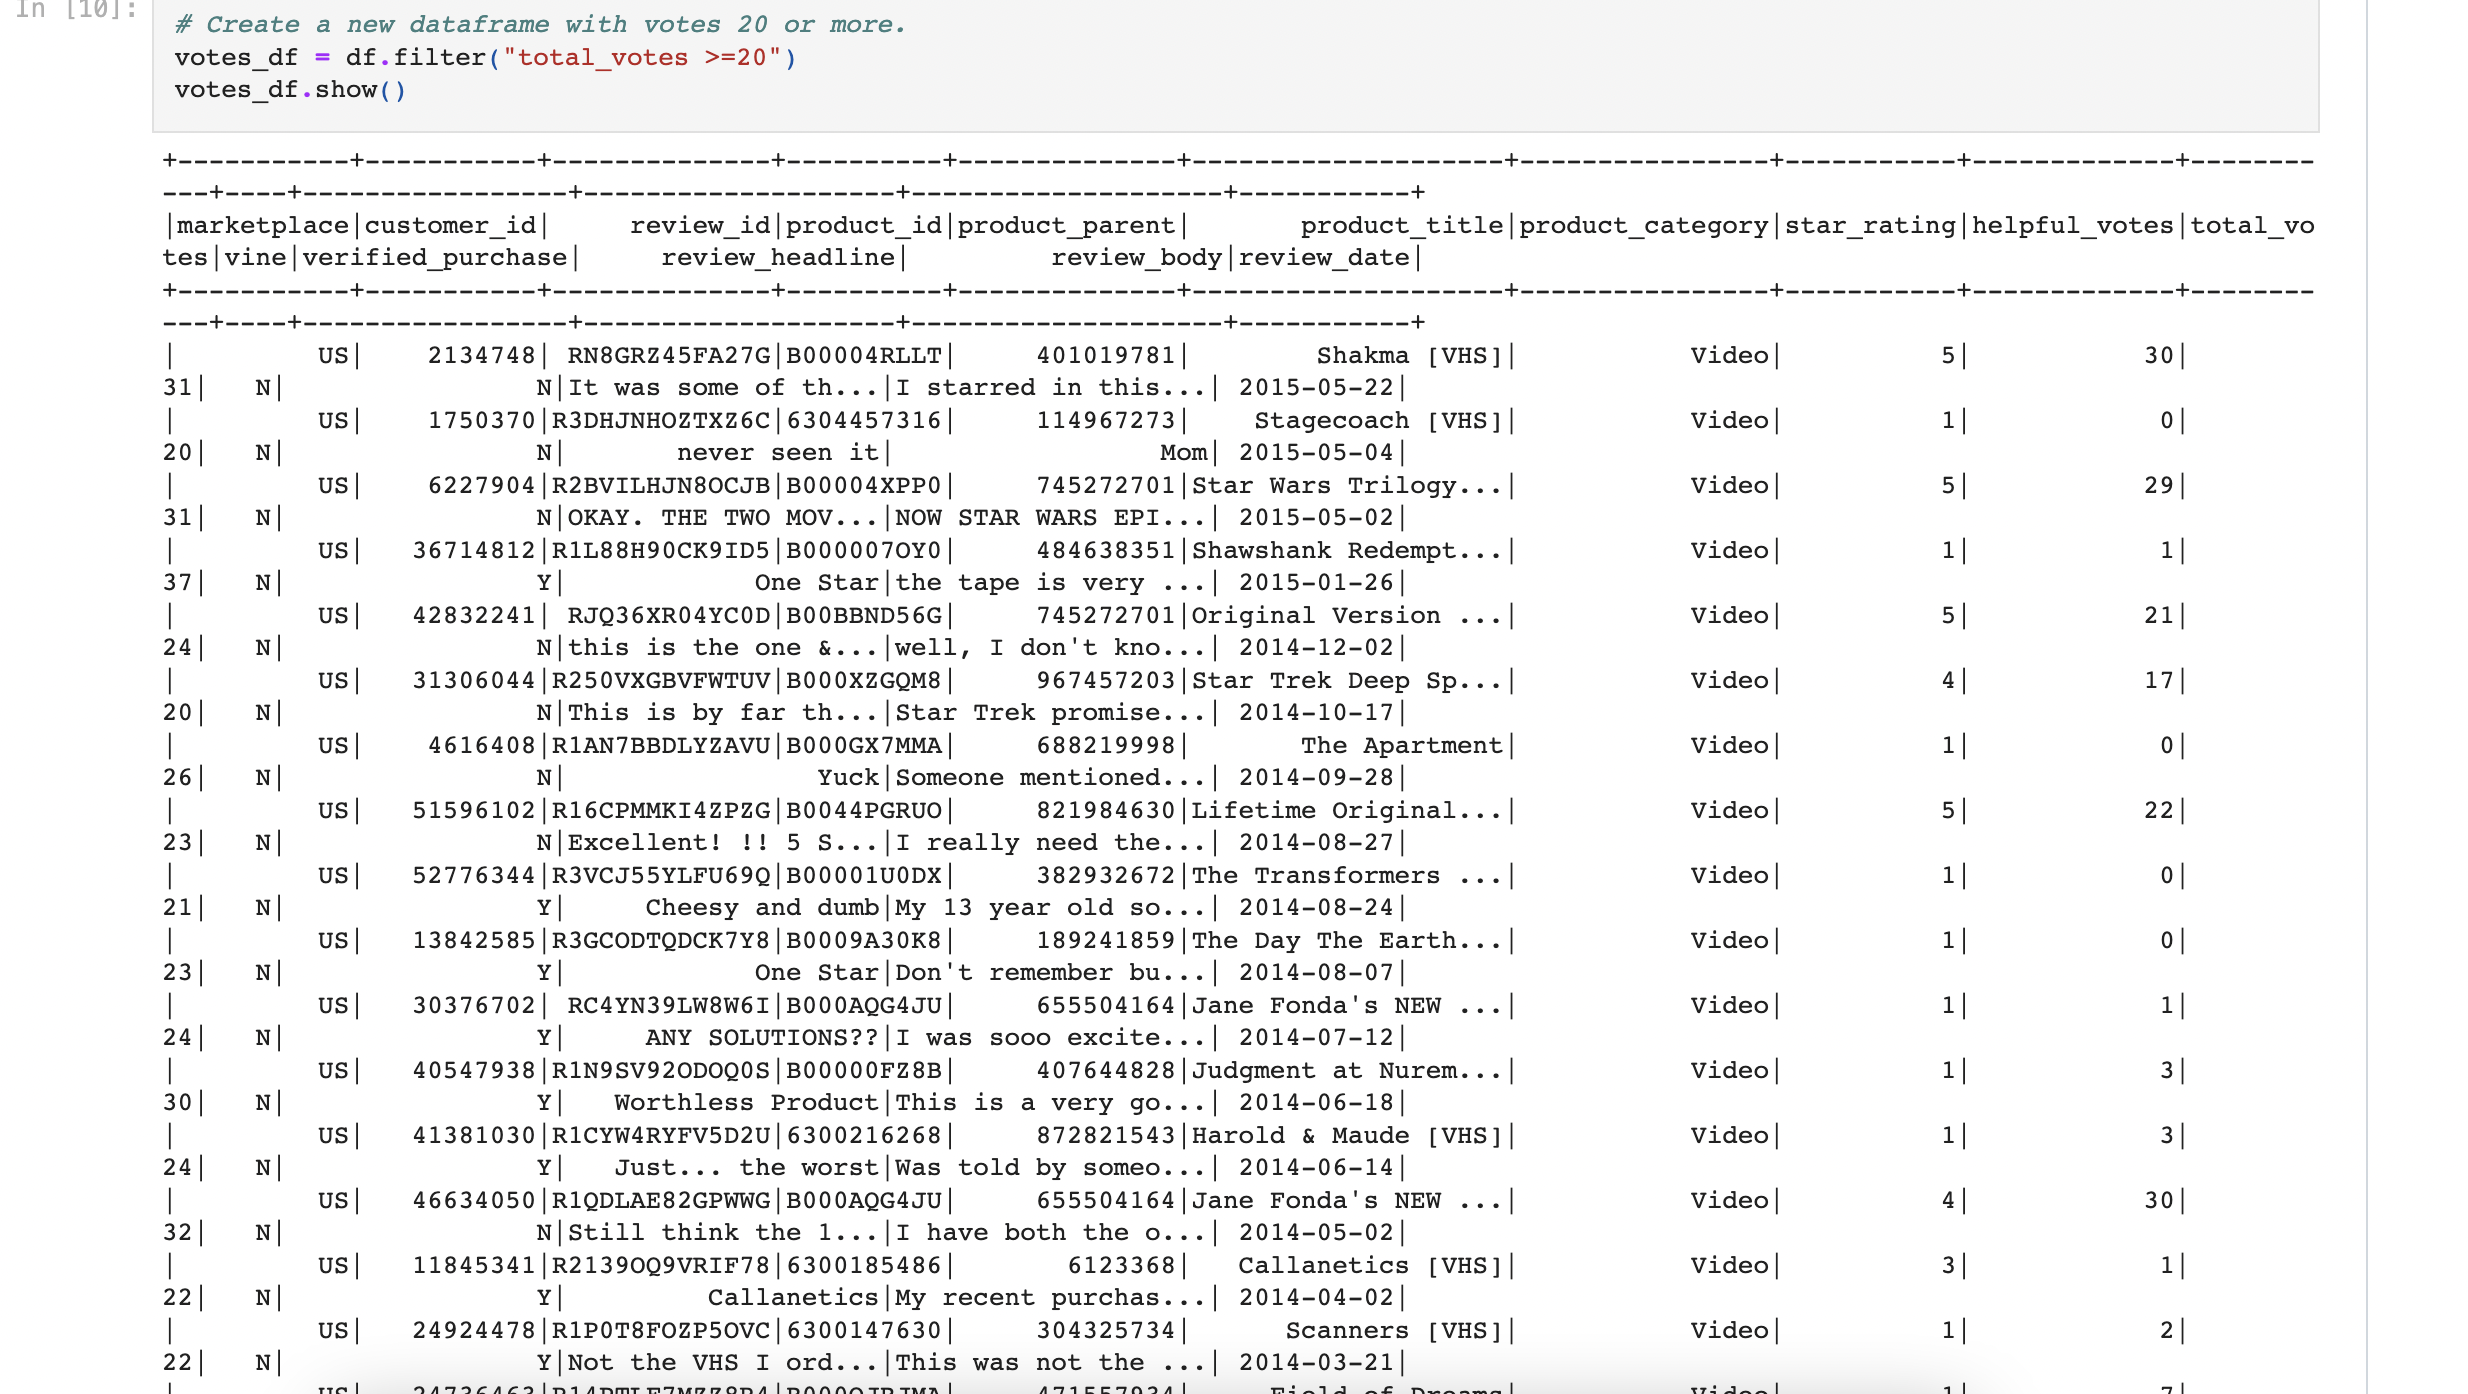 In [10]:
# Create a new dataframe with votes 20 or more.
votes_df = df.filter("total_votes >=20")
votes_df.show()
+-----------+-----------+--------------+----------+--------------+--------------------+----------------+-----------+-------------+--------
---+----+-----------------+--------------------+--------------------+-----------+
|marketplace|customer_id|     review_id|product_id|product_parent|       product_title|product_category|star_rating|helpful_votes|total_vo
tes|vine|verified_purchase|     review_headline|         review_body|review_date|
+-----------+-----------+--------------+----------+--------------+--------------------+----------------+-----------+-------------+--------
---+----+-----------------+--------------------+--------------------+-----------+
|         US|    2134748| RN8GRZ45FA27G|B00004RLLT|     401019781|        Shakma [VHS]|           Video|          5|           30|
31|   N|                N|It was some of th...|I starred in this...| 2015-05-22|
|         US|    1750370|R3DHJNHOZTXZ6C|6304457316|     114967273|    Stagecoach [VHS]|           Video|          1|            0|
20|   N|                N|       never seen it|                 Mom| 2015-05-04|
|         US|    6227904|R2BVILHJN8OCJB|B00004XPP0|     745272701|Star Wars Trilogy...|           Video|          5|           29|
31|   N|                N|OKAY. THE TWO MOV...|NOW STAR WARS EPI...| 2015-05-02|
|         US|   36714812|R1L88H90CK9ID5|B000007OY0|     484638351|Shawshank Redempt...|           Video|          1|            1|
37|   N|                Y|            One Star|the tape is very ...| 2015-01-26|
|         US|   42832241| RJQ36XR04YC0D|B00BBND56G|     745272701|Original Version ...|           Video|          5|           21|
24|   N|                N|this is the one &...|well, I don't kno...| 2014-12-02|
|         US|   31306044|R250VXGBVFWTUV|B000XZGQM8|     967457203|Star Trek Deep Sp...|           Video|          4|           17|
20|   N|                N|This is by far th...|Star Trek promise...| 2014-10-17|
|         US|    4616408|R1AN7BBDLYZAVU|B000GX7MMA|     688219998|       The Apartment|           Video|          1|            0|
26|   N|                N|                Yuck|Someone mentioned...| 2014-09-28|
|         US|   51596102|R16CPMMKI4ZPZG|B0044PGRUO|     821984630|Lifetime Original...|           Video|          5|           22|
23|   N|                N|Excellent! !! 5 S...|I really need the...| 2014-08-27|
|         US|   52776344|R3VCJ55YLFU69Q|B00001U0DX|     382932672|The Transformers ...|           Video|          1|            0|
21|   N|                Y|     Cheesy and dumb|My 13 year old so...| 2014-08-24|
|         US|   13842585|R3GCODTQDCK7Y8|B0009A30K8|     189241859|The Day The Earth...|           Video|          1|            0|
23|   N|                Y|            One Star|Don't remember bu...| 2014-08-07|
|         US|   30376702| RC4YN39LW8W6I|B000AQG4JU|     655504164|Jane Fonda's NEW ...|           Video|          1|            1|
24|   N|                Y|     ANY SOLUTIONS??|I was sooo excite...| 2014-07-12|
|         US|   40547938|R1N9SV92ODOQ0S|B00000FZ8B|     407644828|Judgment at Nurem...|           Video|          1|            3|
30|   N|                Y|   Worthless Product|This is a very go...| 2014-06-18|
|         US|   41381030|R1CYW4RYFV5D2U|6300216268|     872821543|Harold & Maude [VHS]|           Video|          1|            3|
24|   N|                Y|   Just... the worst|Was told by someo...| 2014-06-14|
|         US|   46634050|R1QDLAE82GPWWG|B000AQG4JU|     655504164|Jane Fonda's NEW ...|           Video|          4|           30|
32|   N|                N|Still think the 1...|I have both the o...| 2014-05-02|
|         US|   11845341|R2139OQ9VRIF78|6300185486|       6123368|   Callanetics [VHS]|           Video|          3|            1|
22|   N|                Y|         Callanetics|My recent purchas...| 2014-04-02|
|         US|   24924478|R1P0T8FOZP5OVC|6300147630|     304325734|      Scanners [VHS]|           Video|          1|            2|
22|   N|                Y|Not the VHS I ord...|This was not the ...| 2014-03-21|